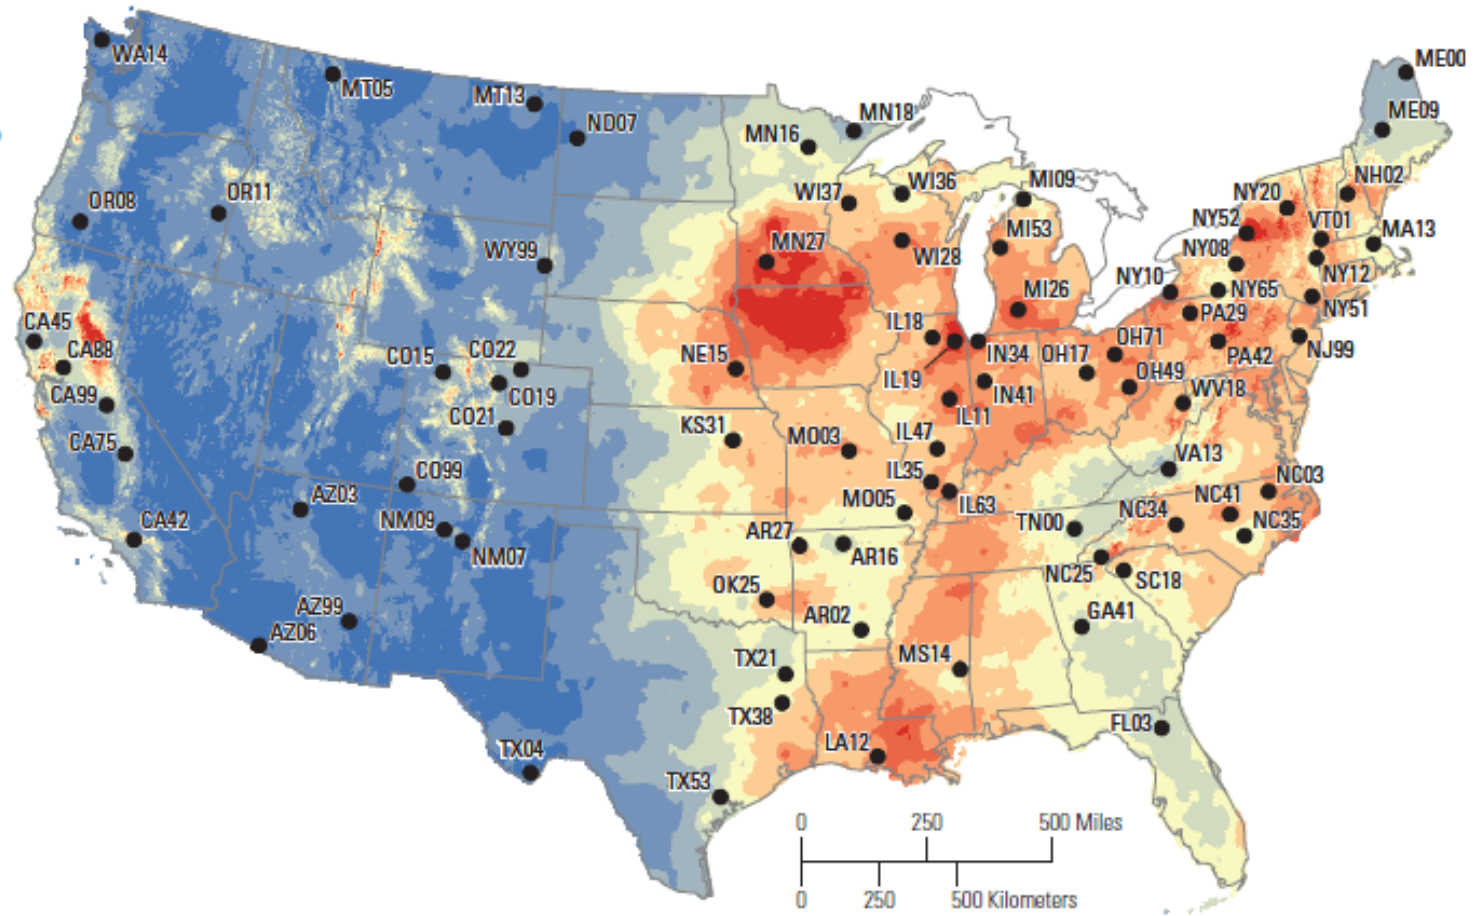 ME00
WA14
MT05
MT13
ND07
MN18
ME09
MN16
OR08
OR11
WI37
WI36
MI09
NY20
NH02
NY52
VT01
MA13
MN27
MI53
WI28
NY08
WY99
NY12
NY10
MI26
NY65
NY51
CA45
IL18
PA29
CA88
CO15
CO22
NE15
IN34
OH17
OH71
PA42
NJ99
IL19
CA99
CO19
IN41
OH49
WV18
CO21
IL11
CA75
KS31
MO03
IL47
VA13
CO99
IL35
NC03
AZ03
MO05
IL63
NC41
CA42
NM09
TN00
NC34
NC35
AR27
NM07
AR16
OK25
NC25
SC18
AZ99
AR02
GA41
AZ06
TX21
MS14
TX38
FL03
TX04
LA12
TX53
0 250 500 Miles
0 250 500 Kilometers